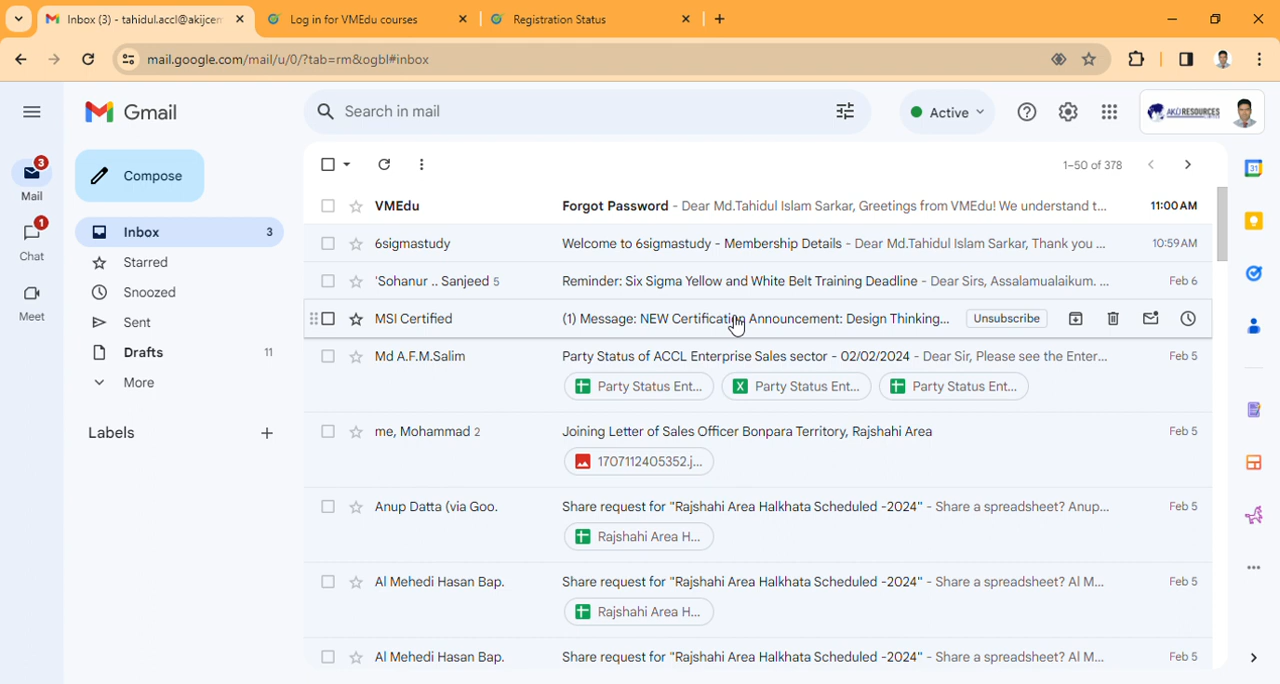 Inbox (3) - tahidul.accl@akijcem
Log in for VMEdu courses
Registration Status
mail.google.com/mail/u/0/?tab=rm&ogbl#inbox
Gmail
Search in mail
Active
Compose
3
Mail
1
Chat
Meet
Inbox 3
Starred
Snoozed
Sent
Drafts 11
More
Labels
1–50 of 378
VMEdu Forgot Password - Dear Md.Tahidul Islam Sarkar, Greetings from VMEdu! We understand t... 11:00 AM
6sigmastudy Welcome to 6sigmastudy - Membership Details - Dear Md.Tahidul Islam Sarkar, Thank you ... 10:59 AM
'Sohanur .. Sanjeed 5 Reminder: Six Sigma Yellow and White Belt Training Deadline - Dear Sirs, Assalamualaikum. ... Feb 6
MSI Certified (1) Message: NEW Certification Announcement: Design Thinking... Unsubscribe
Md A.F.M.Salim Party Status of ACCL Enterprise Sales sector - 02/02/2024 - Dear Sir, Please see the Enter... Feb 5
Party Status Ent... Party Status Ent... Party Status Ent...
me, Mohammad 2 Joining Letter of Sales Officer Bonpara Territory, Rajshahi Area Feb 5
1707112405352.j...
Anup Datta (via Goo. Share request for "Rajshahi Area Halkhata Scheduled -2024" - Share a spreadsheet? Anup... Feb 5
Rajshahi Area H...
Al Mehedi Hasan Bap. Share request for "Rajshahi Area Halkhata Scheduled -2024" - Share a spreadsheet? Al M... Feb 5
Rajshahi Area H...
Al Mehedi Hasan Bap. Share request for "Rajshahi Area Halkhata Scheduled -2024" - Share a spreadsheet? Al M... Feb 5